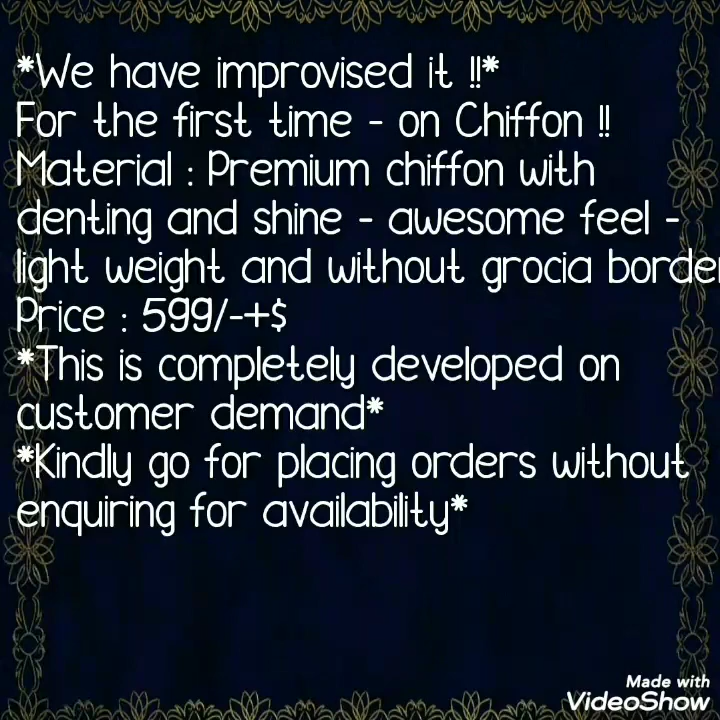 *We have improvised it !!*
For the first time - on Chiffon !!
Material : Premium chiffon with
denting and shine - awesome feel -
light weight and without grocia border
Price : 599/-+$
*This is completely developed on
customer demand*
*Kindly go for placing orders without
enquiring for availability*
Made with
VideoShow